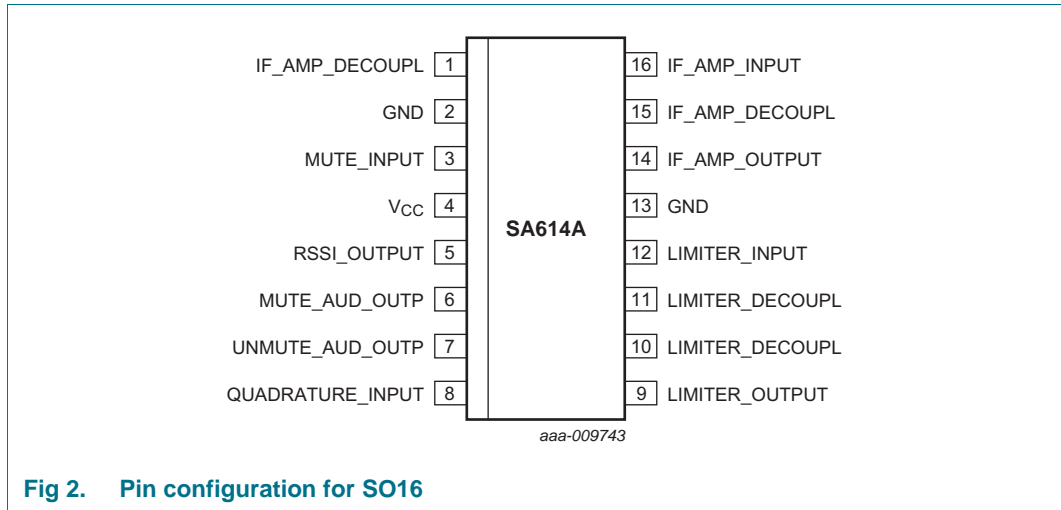 IF_AMP_DECOUPL 1
16 IF_AMP_INPUT
GND 2
15 IF_AMP_DECOUPL
MUTE_INPUT 3
14 IF_AMP_OUTPUT
VCC 4
13 GND
SA614A
RSSI_OUTPUT 5
12 LIMITER_INPUT
MUTE_AUD_OUTP 6
11 LIMITER_DECOUPL
UNMUTE_AUD_OUTP 7
10 LIMITER_DECOUPL
QUADRATURE_INPUT 8
9 LIMITER_OUTPUT
aaa-009743
Fig 2. Pin configuration for SO16